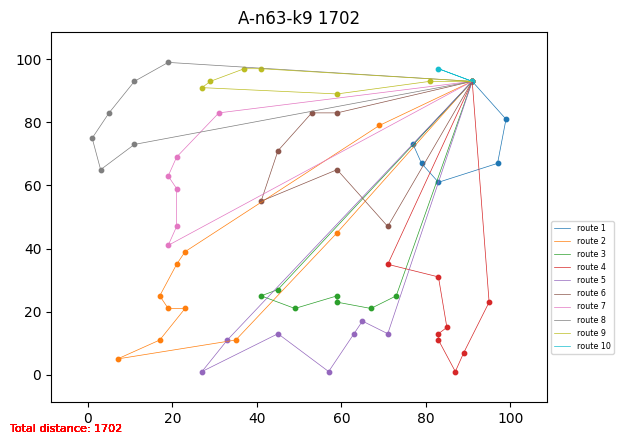 A-n63-k9 1702
100
80
60
40
20
0
0 20 40 60 80 100
route 1
route 2
route 3
route 4
route 5
route 6
route 7
route 8
route 9
route 10
Total distance: 1702